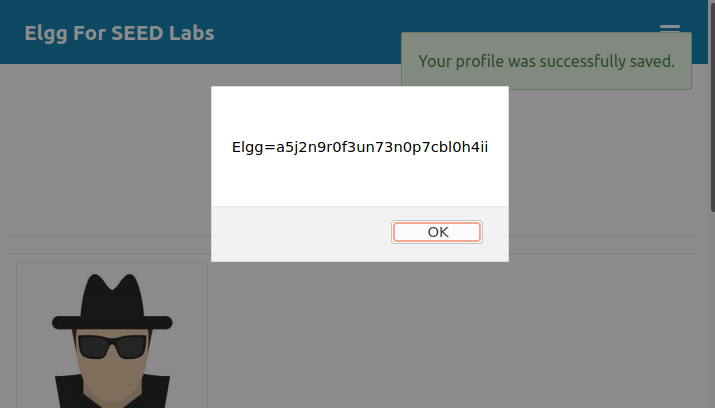 Elgg For SEED Labs
Your profile was successfully saved.
Elgg=a5j2n9r0f3un73n0p7cbl0h4ii
OK